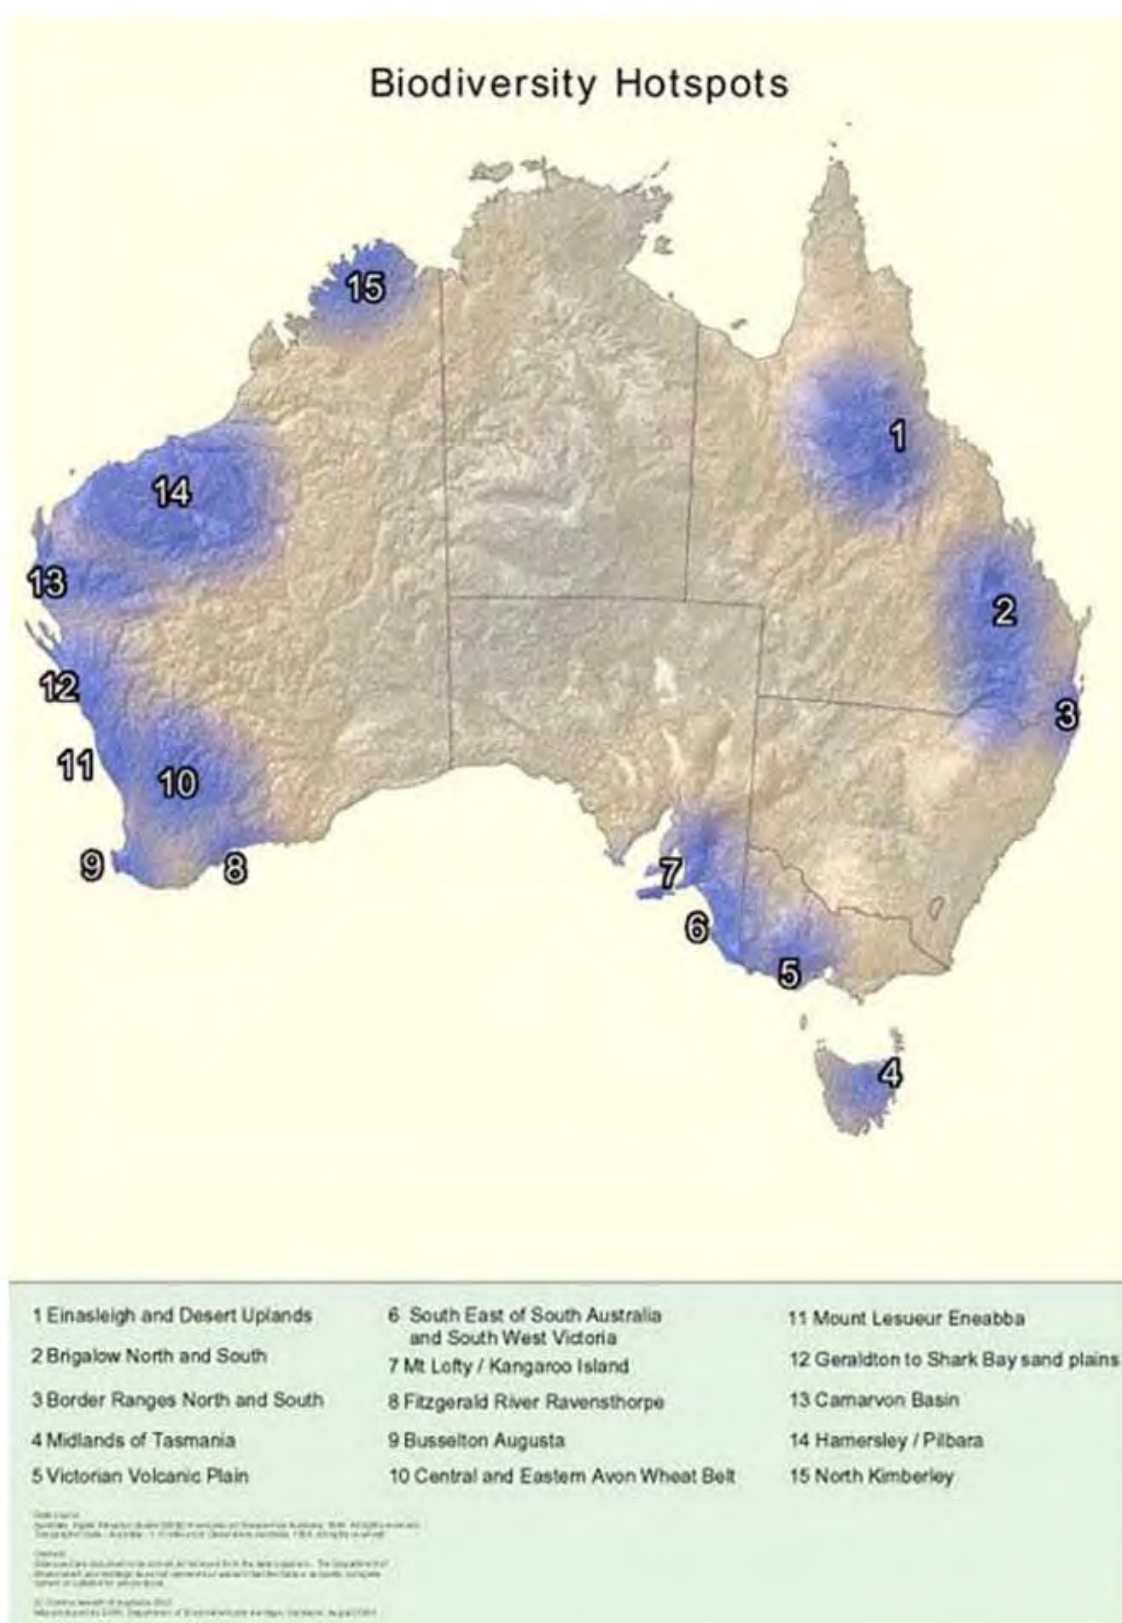 Biodiversity Hotspots
15
1
14
13
2
12
3
11
10
9
8
7
6
5
4
1 Einasleigh and Desert Uplands
2 Brigalow North and South
3 Border Ranges North and South
4 Midlands of Tasmania
5 Victorian Volcanic Plain
6 South East of South Australia
and South West Victoria
7 Mt Lofty / Kangaroo Island
8 Fitzgerald River Ravensthorpe
9 Busselton Augusta
10 Central and Eastern Avon Wheat Belt
11 Mount Lesueur Eneabba
12 Geraldton to Shark Bay sand plains
13 Carnarvon Basin
14 Hamersley / Pilbara
15 North Kimberley